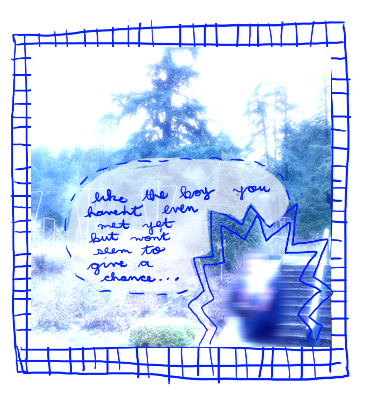 like the boy you
havent even
met yet
but wont
seem to
give a
chance...